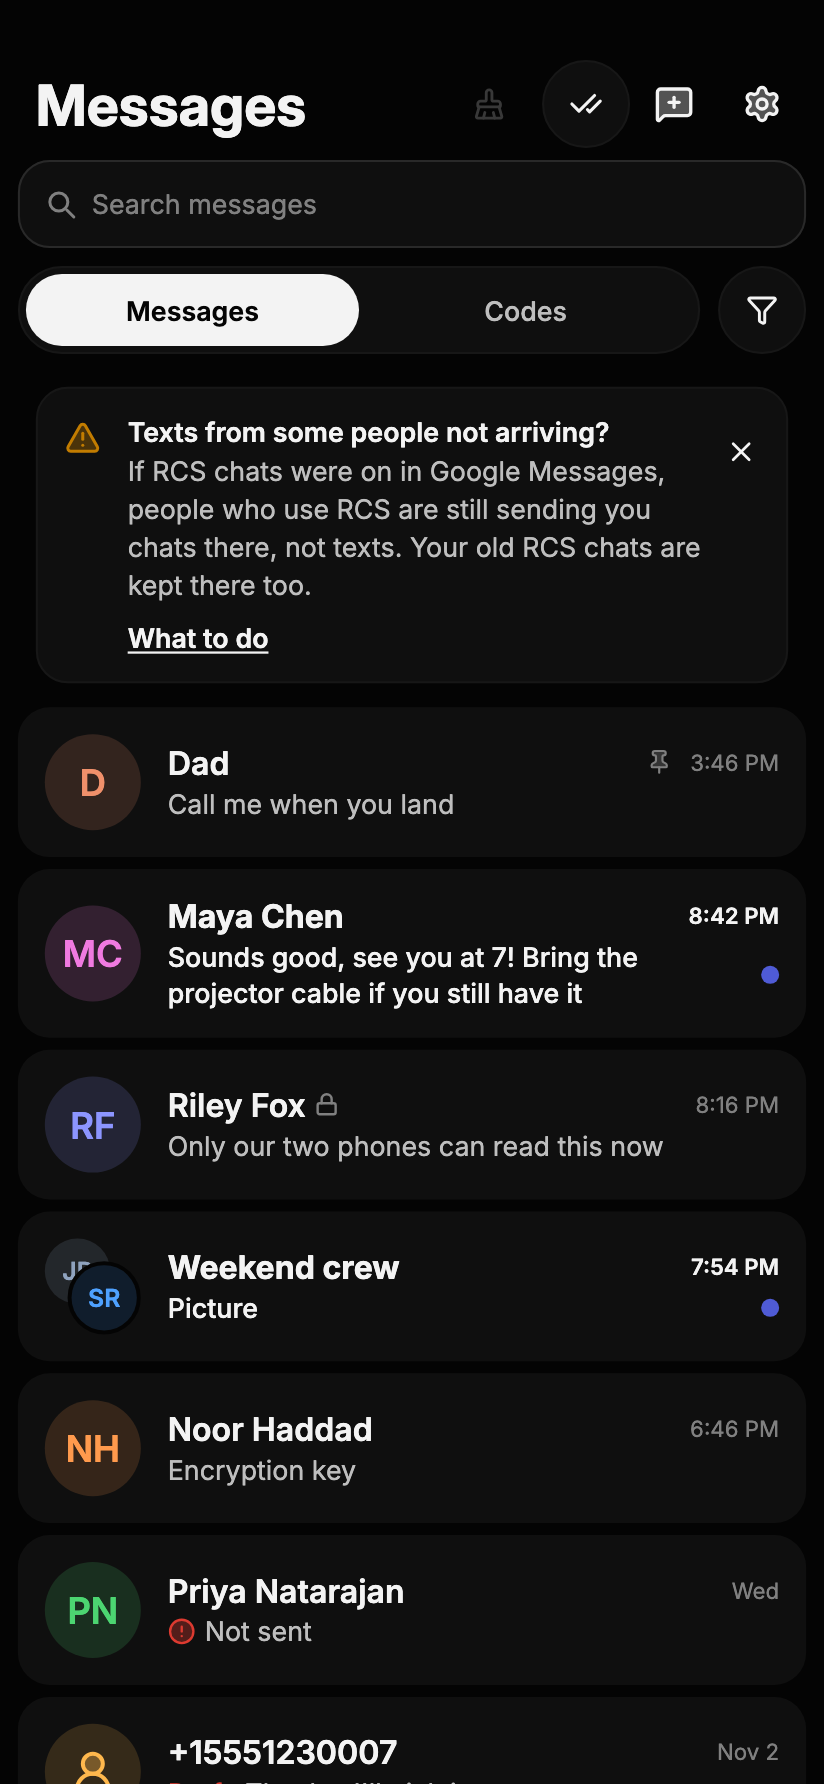 Messages
Search messages
Messages
Codes
Texts from some people not arriving?
If RCS chats were on in Google Messages,
people who use RCS are still sending you
chats there, not texts. Your old RCS chats are
kept there too.
What to do
D
Dad
3:46 PM
Call me when you land
MC
Maya Chen
8:42 PM
Sounds good, see you at 7! Bring the
projector cable if you still have it
RF
Riley Fox
8:16 PM
Only our two phones can read this now
SR
Weekend crew
7:54 PM
Picture
NH
Noor Haddad
6:46 PM
Encryption key
PN
Priya Natarajan
Wed
Not sent
+15551230007
Nov 2